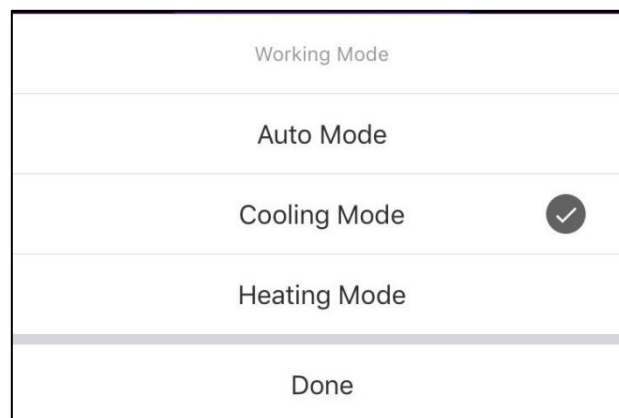 Working Mode
Auto Mode
Cooling Mode
Heating Mode
Done